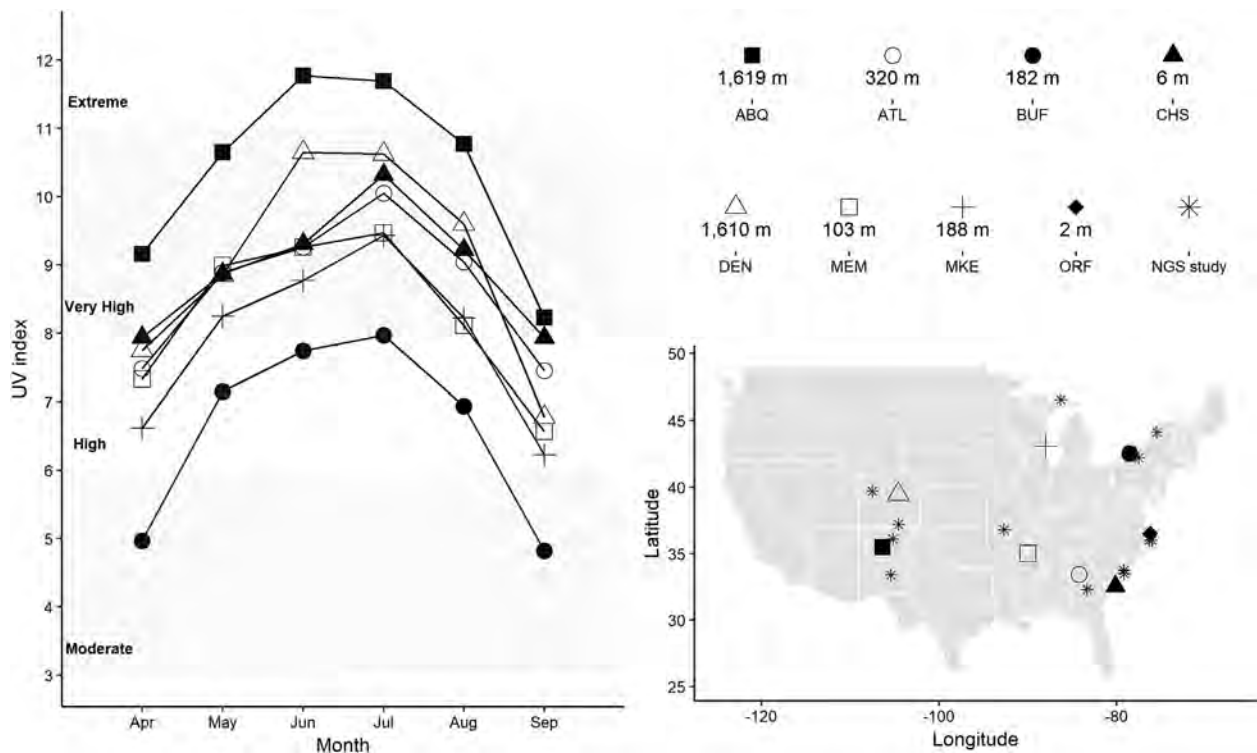 12
Extreme
11
10
9
Very High
8
UV index
7
High
6
5
4
Moderate
3
Apr May Jun Jul Aug Sep
Month
1,619 m 320 m 182 m 6 m
ABQ ATL BUF CHS
1,610 m 103 m 188 m 2 m
DEN MEM MKE ORF NGS study
50
45
40
Latitude
35
30
25
-120 -100 -80
Longitude